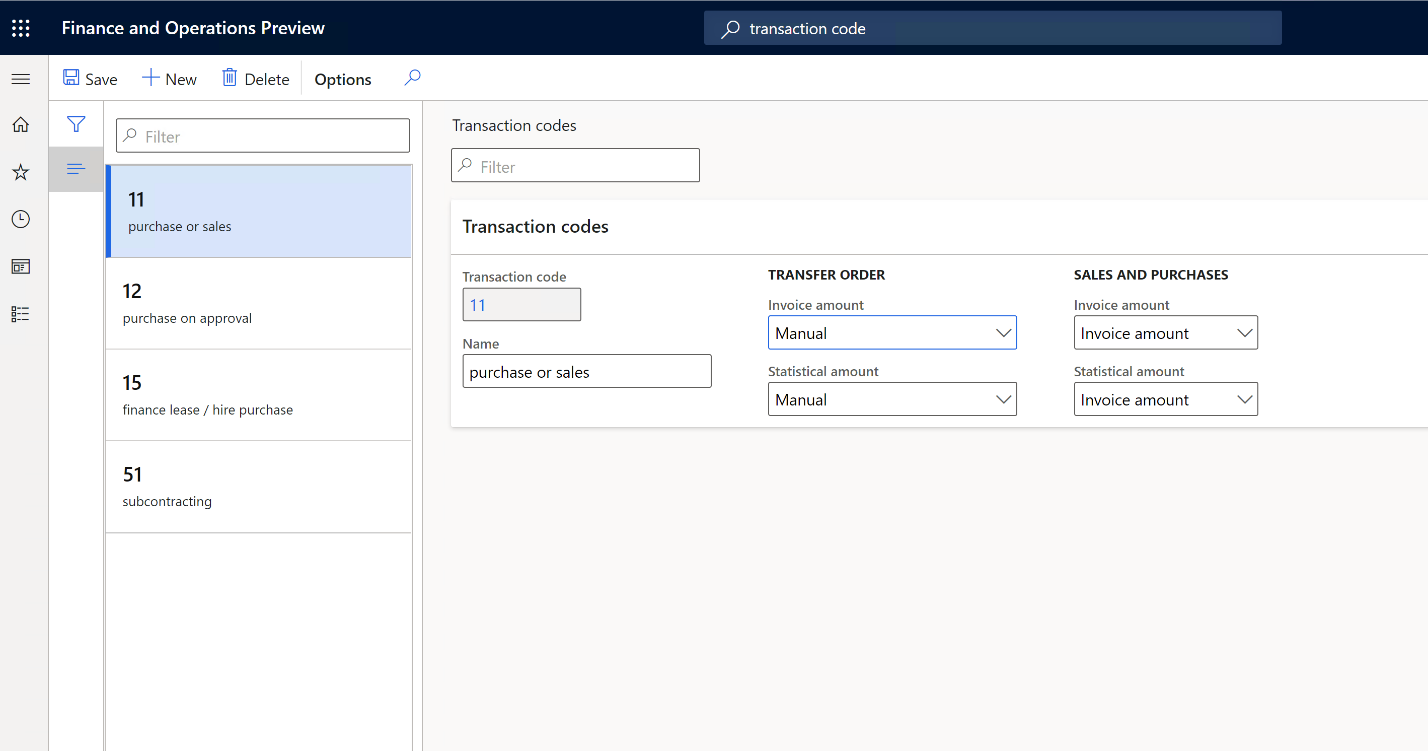 Finance and Operations Preview
transaction code
Save
New
Delete
Options
Filter
11
purchase or sales
12
purchase on approval
15
finance lease / hire purchase
51
subcontracting
Transaction codes
Filter
Transaction codes
Transaction code
11
Name
purchase or sales
TRANSFER ORDER
Invoice amount
Manual
Statistical amount
Manual
SALES AND PURCHASES
Invoice amount
Invoice amount
Statistical amount
Invoice amount